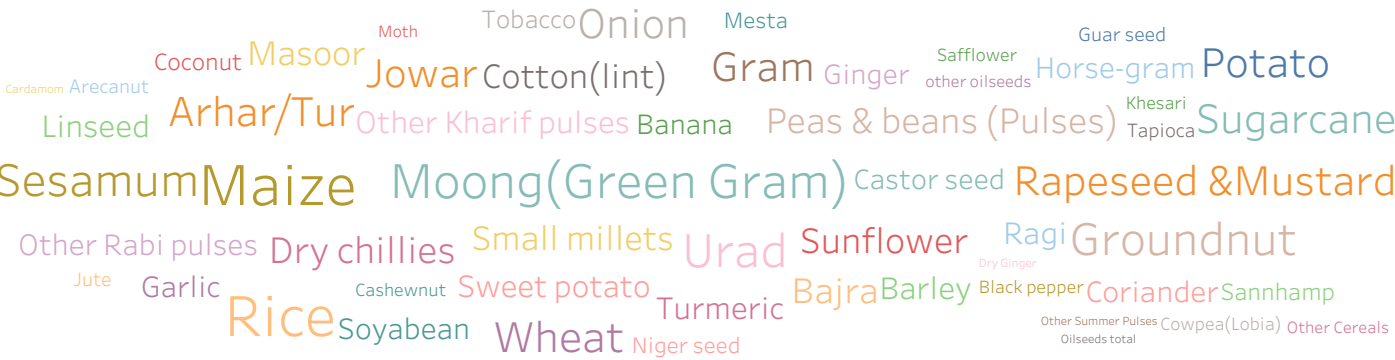 Tobacco Onion Mesta
Moth Guar seed
Coconut Masoor Jowar Cotton(lint) Gram Ginger Safflower Horse-gram Potato
other oilseeds
Cardamom Arecanut
Linseed Arhar/Tur Other Kharif pulses Banana Peas & beans (Pulses) Khesari Sugarcane
Tapioca
Sesamum Maize Moong(Green Gram) Castor seed Rapeseed &Mustard
Other Rabi pulses Dry chillies Small millets Urad Sunflower Ragi Groundnut
Dry Ginger
Jute Garlic Cashewnut Sweet potato Bajra Barley Black pepper Coriander Sannhamp
Rice Soyabean Wheat Turmeric Other Summer Pulses Cowpea(Lobia) Other Cereals
Niger seed Oilseeds total